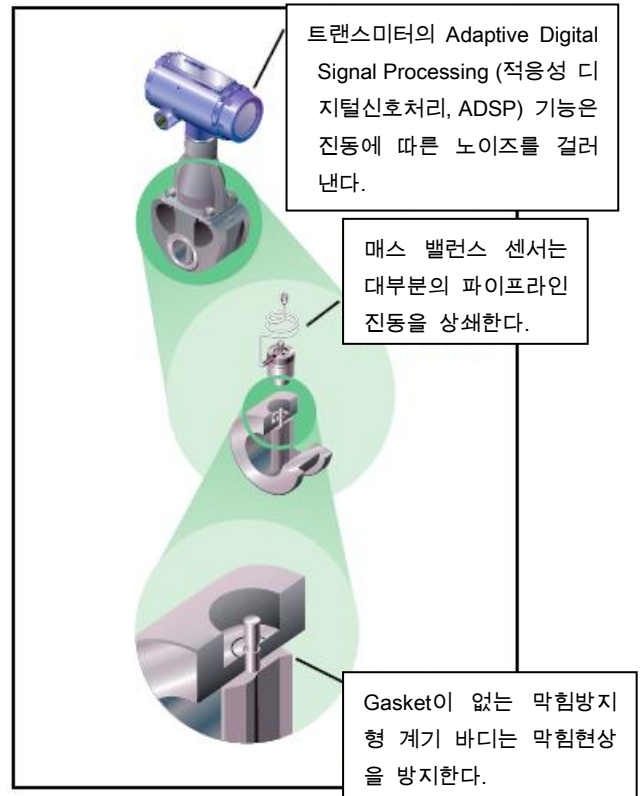 트랜스미터의 Adaptive Digital
Signal Processing (적응성 디
지털신호처리, ADSP) 기능은
진동에 따른 노이즈를 걸러
낸다.
매스 밸런스 센서는
대부분의 파이프라인
진동을 상쇄한다.
Gasket이 없는 막힘방지
형 계기 바디는 막힘현상
을 방지한다.